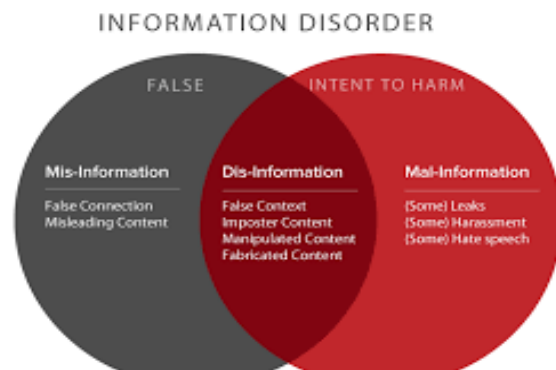 INFORMATION DISORDER
FALSE
INTENT TO HARM
Mis-Information
False Connection
Misleading Content
Dis-Information
False Context
Imposter Content
Manipulated Content
Fabricated Content
Mal-Information
(Some) Leaks
(Some) Harassment
(Some) Hate speech